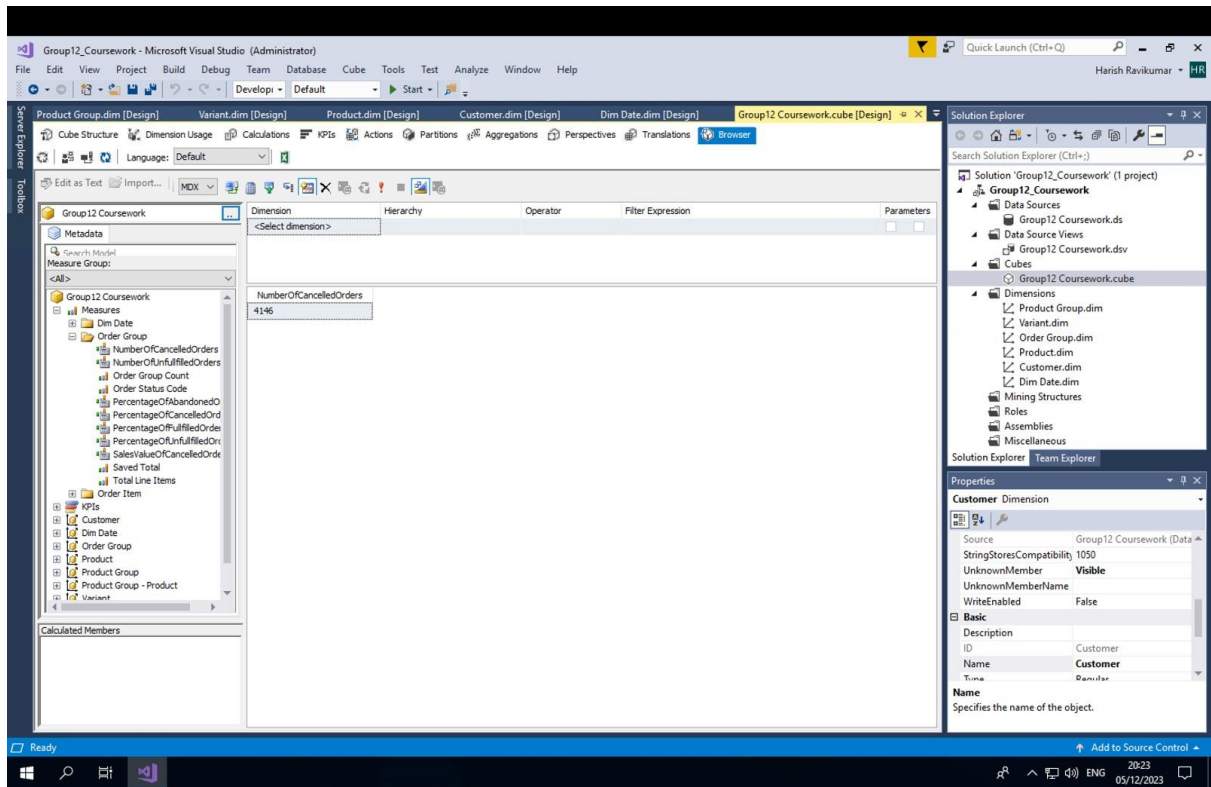 Group12_Coursework - Microsoft Visual Studio (Administrator)
Quick Launch (Ctrl+Q)
File Edit View Project Build Debug Team Database Cube Tools Test Analyze Window Help
Harish Ravikumar HR
Developı Default Start
Server Explorer
Toolbox
Product Group.dim [Design] Variant.dim [Design] Product.dim [Design] Customer.dim [Design] Dim Date.dim [Design] Group12 Coursework.cube [Design]
Cube Structure Dimension Usage Calculations KPIs Actions Partitions Aggregations Perspectives Translations Browser
Language: Default
Edit as Text Import... MDX
Group12 Coursework ..
Metadata
Search Model
Measure Group:
<All>
Group12 Coursework
Measures
Dim Date
Order Group
NumberOfCancelledOrders
NumberOfUnfullfilledOrders
Order Group Count
Order Status Code
PercentageOfAbandonedO
PercentageOfCancelledOrd
PercentageOfFullfilledOrder
PercentageOfUnfulfilledOrd
SalesValueOfCancelledOrde
Saved Total
Total Line Items
Order Item
KPIs
Customer
Dim Date
Order Group
Product
Product Group
Product Group - Product
Variant
Calculated Members
Dimension Hierarchy Operator Filter Expression Parameters
<Select dimension>
NumberOfCancelledOrders
4146
Solution Explorer
Search Solution Explorer (Ctrl+;)
Solution 'Group12_Coursework' (1 project)
Group12_Coursework
Data Sources
Group12 Coursework.ds
Data Source Views
Group12 Coursework.dsv
Cubes
Group12 Coursework.cube
Dimensions
Product Group.dim
Variant.dim
Order Group.dim
Product.dim
Customer.dim
Dim Date.dim
Mining Structures
Roles
Assemblies
Miscellaneous
Solution Explorer Team Explorer
Properties
Customer Dimension
Source Group12 Coursework (Data
StringStoresCompatibility 1050
UnknownMember Visible
UnknownMemberName
WriteEnabled False
Basic
Description
ID Customer
Name Customer
Type Regular
Name
Specifies the name of the object.
Ready
Add to Source Control
ENG
20:23
05/12/2023